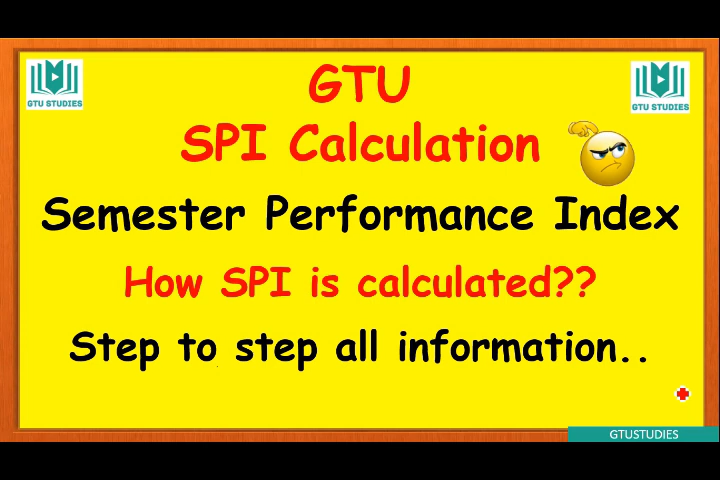 GTU STUDIES
GTU STUDIES
GTU
SPI Calculation
Semester Performance Index
How SPI is calculated??
Step to step all information..
GTUSTUDIES